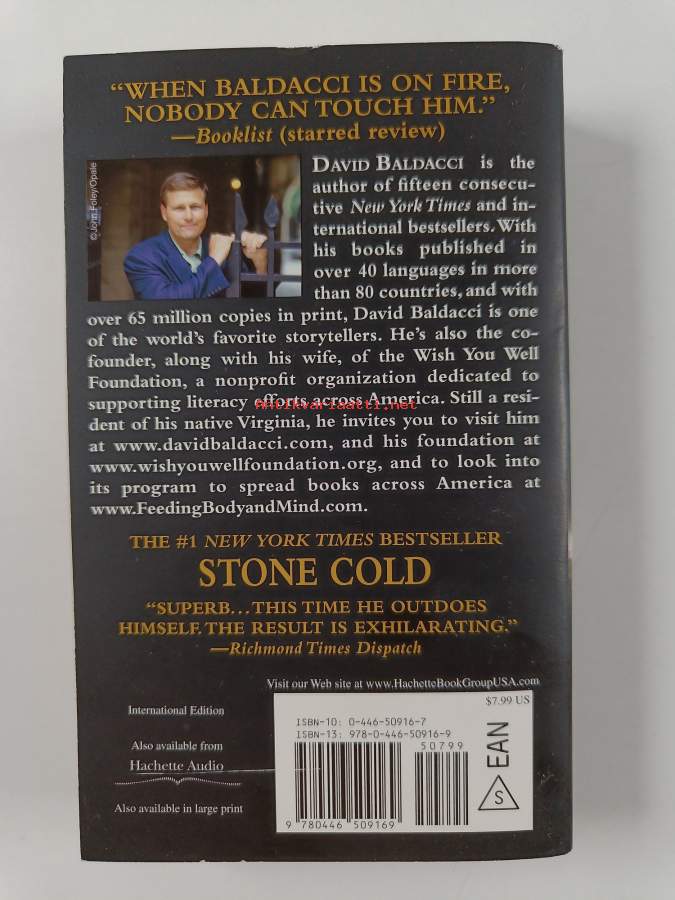 “WHEN BALDACCI IS ON FIRE,
NOBODY CAN TOUCH HIM.”
—Booklist (starred review)
©John Foley/Opale
DAVID BALDACCI is the
author of fifteen consecu-
tive New York Times and in-
ternational bestsellers. With
his books published in
over 40 languages in more
than 80 countries, and with
over 65 million copies in print, David Baldacci is one
of the world’s favorite storytellers. He’s also the co-
founder, along with his wife, of the Wish You Well
Foundation, a nonprofit organization dedicated to
supporting literacy efforts across America. Still a resi-
antikvariaatti.net
dent of his native Virginia, he invites you to visit him
at www.davidbaldacci.com, and his foundation at
www.wishyouwellfoundation.org, and to look into
its program to spread books across America at
www.FeedingBodyandMind.com.
THE #1 NEW YORK TIMES BESTSELLER
STONE COLD
“SUPERB...THIS TIME HE OUTDOES
HIMSELF. THE RESULT IS EXHILARATING.”
—Richmond Times Dispatch
Visit our Web site at www.HachetteBookGroupUSA.com
$7.99 US
International Edition
Also available from
Hachette Audio
Also available in large print
ISBN-10: 0-446-50916-7
ISBN-13: 978-0-446-50916-9
50799
9 780446 509169
EAN
S